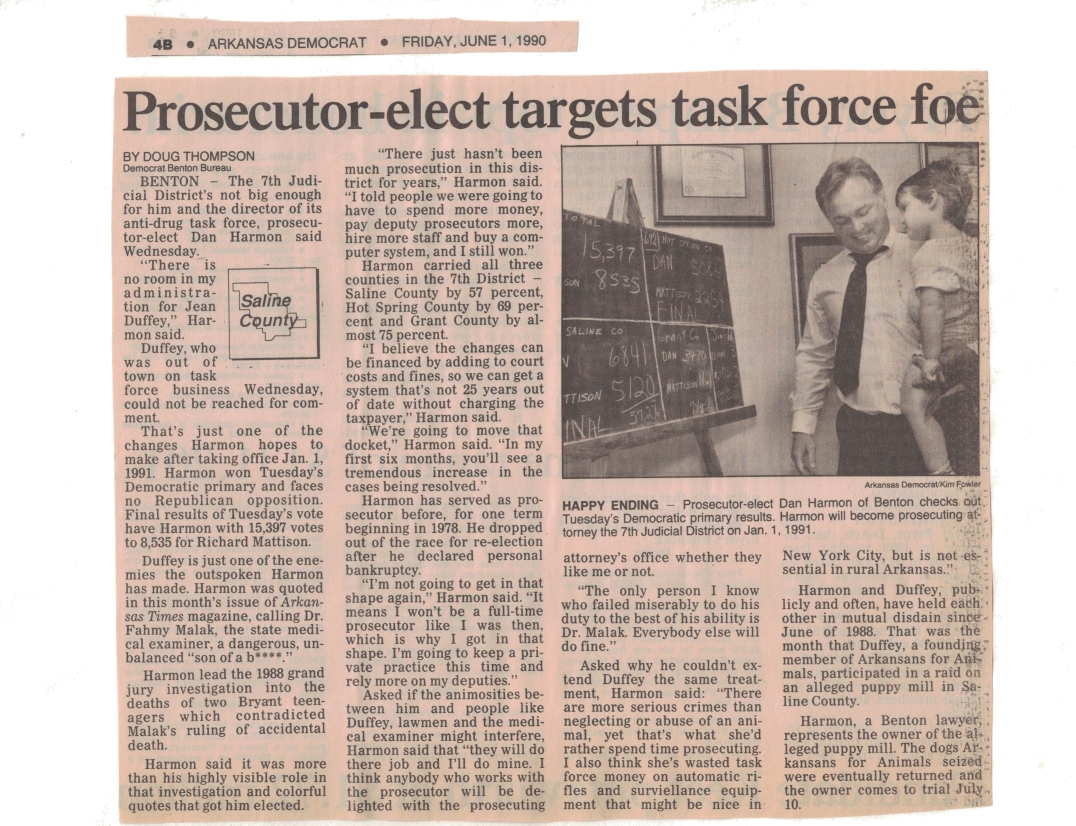 4B • ARKANSAS DEMOCRAT • FRIDAY, JUNE 1, 1990
Prosecutor-elect targets task force foe
BY DOUG THOMPSON
Democrat Benton Bureau
BENTON – The 7th Judi-
cial District's not big enough
for him and the director of its
anti-drug task force, prosecu-
tor-elect Dan Harmon said
Wednesday.
"There is
no room in my
administra-
tion for Jean
Duffey," Har-
mon said.
Duffey, who
was out of
town on task
force business Wednesday,
could not be reached for com-
ment.
Saline
County
That's just one of the
changes Harmon hopes to
make after taking office Jan. 1,
1991. Harmon won Tuesday's
Democratic primary and faces
no Republican opposition.
Final results of Tuesday's vote
have Harmon with 15,397 votes
to 8,535 for Richard Mattison.
Duffey is just one of the ene-
mies the outspoken Harmon
has made. Harmon was quoted
in this month's issue of Arkan-
sas Times magazine, calling Dr.
Fahmy Malak, the state medi-
cal examiner, a dangerous, un-
balanced "son of a b****."
Harmon lead the 1988 grand
jury investigation into the
deaths of two Bryant teen-
agers which contradicted
Malak's ruling of accidental
death.
Harmon said it was more
than his highly visible role in
that investigation and colorful
quotes that got him elected.
"There just hasn't been
much prosecution in this dis-
trict for years," Harmon said.
"I told people we were going to
have to spend more money,
pay deputy prosecutors more,
hire more staff and buy a com-
puter system, and I still won."
Harmon carried all three
counties in the 7th District –
Saline County by 57 percent,
Hot Spring County by 69 per-
cent and Grant County by al-
most 75 percent.
"I believe the changes can
be financed by adding to court
costs and fines, so we can get a
system that's not 25 years out
of date without charging the
taxpayer," Harmon said.
"We're going to move that
docket," Harmon said. "In my
first six months, you'll see a
tremendous increase in the
cases being resolved."
Harmon has served as pro-
secutor before, for one term
beginning in 1978. He dropped
out of the race for re-election
after he declared personal
bankruptcy.
"I'm not going to get in that
shape again," Harmon said. "It
means I won't be a full-time
prosecutor like I was then,
which is why I got in that
shape. I'm going to keep a pri-
vate practice this time and
rely more on my deputies."
Asked if the animosities be-
tween him and people like
Duffey, lawmen and the medi-
cal examiner might interfere,
Harmon said that "they will do
there job and I'll do mine. I
think anybody who works with
the prosecutor will be de-
lighted with the prosecuting
TOTAL
15,397
SON 8535
HOT SPRING CO
DAN
MATTISON
FINAL
SALINE CO
6841
TTISON 5120
INAL
Grant Co
DAN
MATTISON
Arkansas Democrat/Kim Fowler
HAPPY ENDING – Prosecutor-elect Dan Harmon of Benton checks out
Tuesday's Democratic primary results. Harmon will become prosecuting at-
torney the 7th Judicial District on Jan. 1, 1991.
attorney's office whether they
like me or not.
"The only person I know
who failed miserably to do his
duty to the best of his ability is
Dr. Malak. Everybody else will
do fine."
Asked why he couldn't ex-
tend Duffey the same treat-
ment, Harmon said: "There
are more serious crimes than
neglecting or abuse of an ani-
mal, yet that's what she'd
rather spend time prosecuting.
I also think she's wasted task
force money on automatic ri-
fles and surviellance equip-
ment that might be nice in
New York City, but is not es-
sential in rural Arkansas."
Harmon and Duffey, pub-
licly and often, have held each
other in mutual disdain since
June of 1988. That was the
month that Duffey, a founding
member of Arkansans for Ani-
mals, participated in a raid on
an alleged puppy mill in Sa-
line County.
Harmon, a Benton lawyer,
represents the owner of the al-
leged puppy mill. The dogs Ar-
kansans for Animals seized
were eventually returned and
the owner comes to trial July
10.